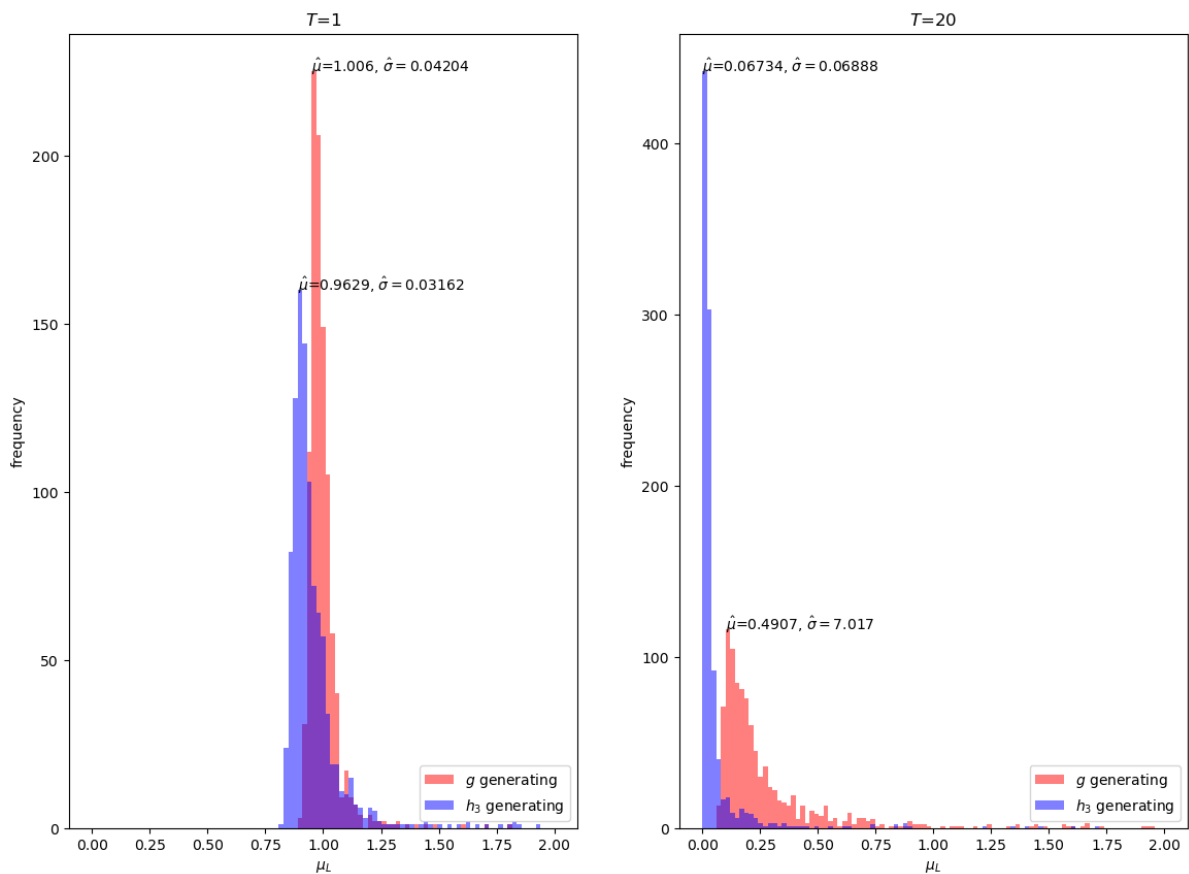 T=1
μ̂=1.006, σ̂ = 0.04204
μ̂=0.9629, σ̂ = 0.03162
frequency
200
150
100
50
0
0.00 0.25 0.50 0.75 1.00 1.25 1.50 1.75 2.00
μL
g generating
h3 generating
T=20
μ̂=0.06734, σ̂ = 0.06888
μ̂=0.4907, σ̂ = 7.017
frequency
400
300
200
100
0
0.00 0.25 0.50 0.75 1.00 1.25 1.50 1.75 2.00
μL
g generating
h3 generating